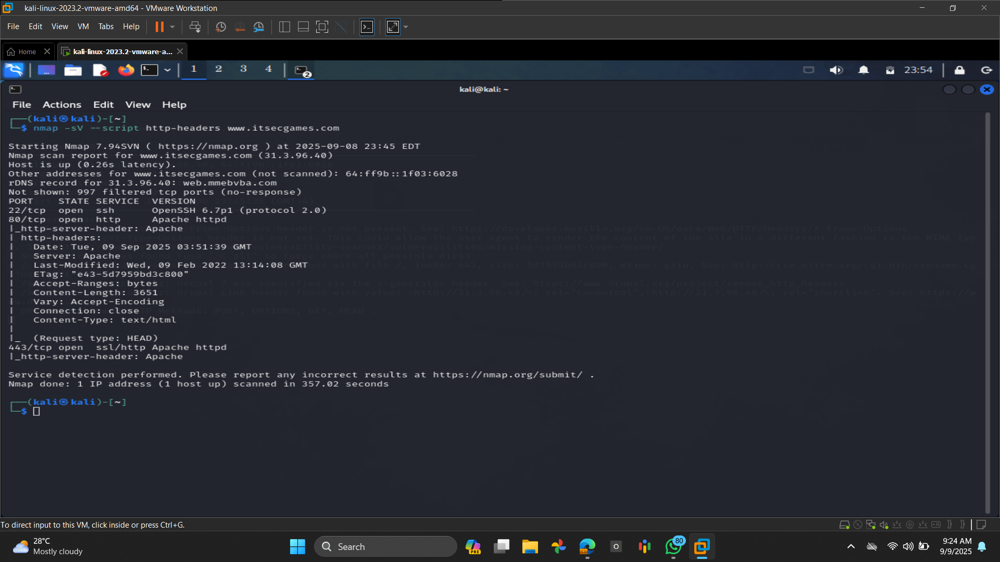 kali-linux-2023.2-vmware-amd64 - VMware Workstation
File Edit View VM Tabs Help
Home kali-linux-2023.2-vmware-a...
1 2 3 4 2 23:54
kali@kali: ~
File Actions Edit View Help
(kali㉿kali)-[~]
$ nmap -sV --script http-headers www.itsecgames.com
Starting Nmap 7.94SVN ( https://nmap.org ) at 2025-09-08 23:45 EDT
Nmap scan report for www.itsecgames.com (31.3.96.40)
Host is up (0.26s latency).
Other addresses for www.itsecgames.com (not scanned): 64:ff9b::1f03:6028
rDNS record for 31.3.96.40: web.mmebvba.com
Not shown: 997 filtered tcp ports (no-response)
PORT STATE SERVICE VERSION
22/tcp open ssh OpenSSH 6.7p1 (protocol 2.0)
80/tcp open http Apache httpd
|_http-server-header: Apache
| http-headers:
| Date: Tue, 09 Sep 2025 03:51:39 GMT
| Server: Apache
| Last-Modified: Wed, 09 Feb 2022 13:14:08 GMT
| ETag: "e43-5d7959bd3c800"
| Accept-Ranges: bytes
| Content-Length: 3651
| Vary: Accept-Encoding
| Connection: close
| Content-Type: text/html
|
|_ (Request type: HEAD)
443/tcp open ssl/http Apache httpd
|_http-server-header: Apache
Service detection performed. Please report any incorrect results at https://nmap.org/submit/ .
Nmap done: 1 IP address (1 host up) scanned in 357.02 seconds
(kali㉿kali)-[~]
$
To direct input to this VM, click inside or press Ctrl+G.
28°C
Mostly cloudy
Search
PRE
O
80
9:24 AM
9/9/2025